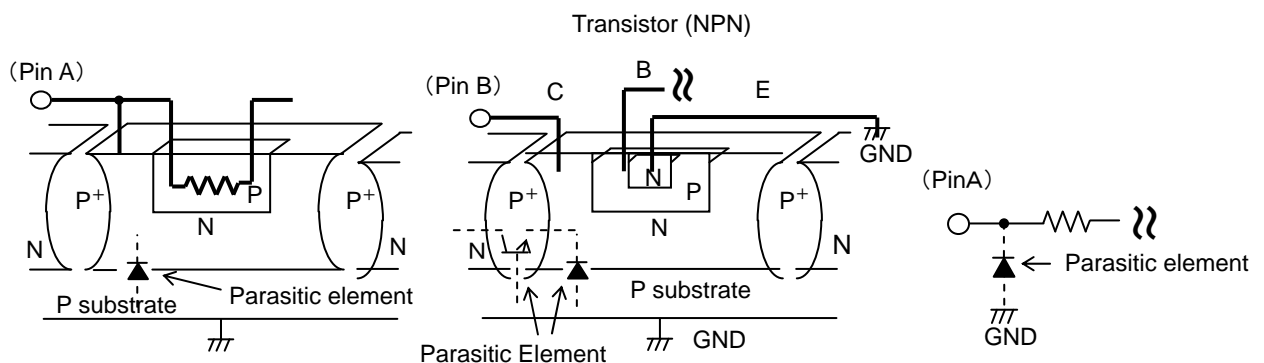 Transistor (NPN)
(Pin A)
P+
N
P
N
P+
N
P substrate
Parasitic element
(Pin B)
C
B
E
GND
P+
N
N
P
N
P+
N
P substrate
GND
Parasitic Element
(PinA)
Parasitic element
GND